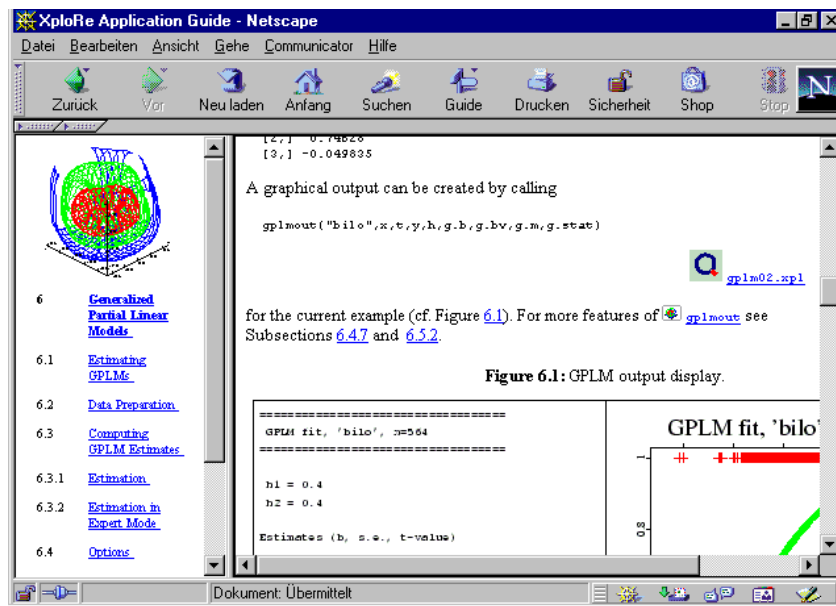 XploRe Application Guide - Netscape
Datei Bearbeiten Ansicht Gehe Communicator Hilfe
Zurück Vor Neu laden Anfang Suchen Guide Drucken Sicherheit Shop Stop N
[2,] 0.74628
[3,] -0.049835
A graphical output can be created by calling
gplmout("bilo",x,t,y,h,g.b,g.bv,g.m,g.stat)
gplm02.xpl
for the current example (cf. Figure 6.1). For more features of gplmout see
Subsections 6.4.7 and 6.5.2.
Figure 6.1: GPLM output display.
GPLM fit, 'bilo', n=564
h1 = 0.4
h2 = 0.4
Estimates (b, s.e., t-value)
GPLM fit, 'bilo'
1
0.8
6 Generalized
Partial Linear
Models
6.1 Estimating
GPLMs
6.2 Data Preparation
6.3 Computing
GPLM Estimates
6.3.1 Estimation
6.3.2 Estimation in
Expert Mode
6.4 Options
Dokument: Übermittelt